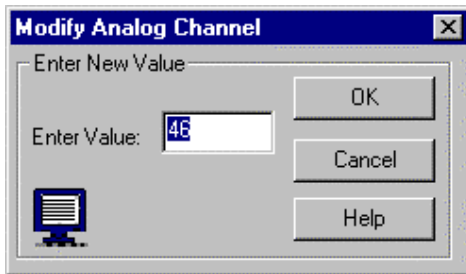 Modify Analog Channel
Enter New Value
Enter Value: 46
OK
Cancel
Help